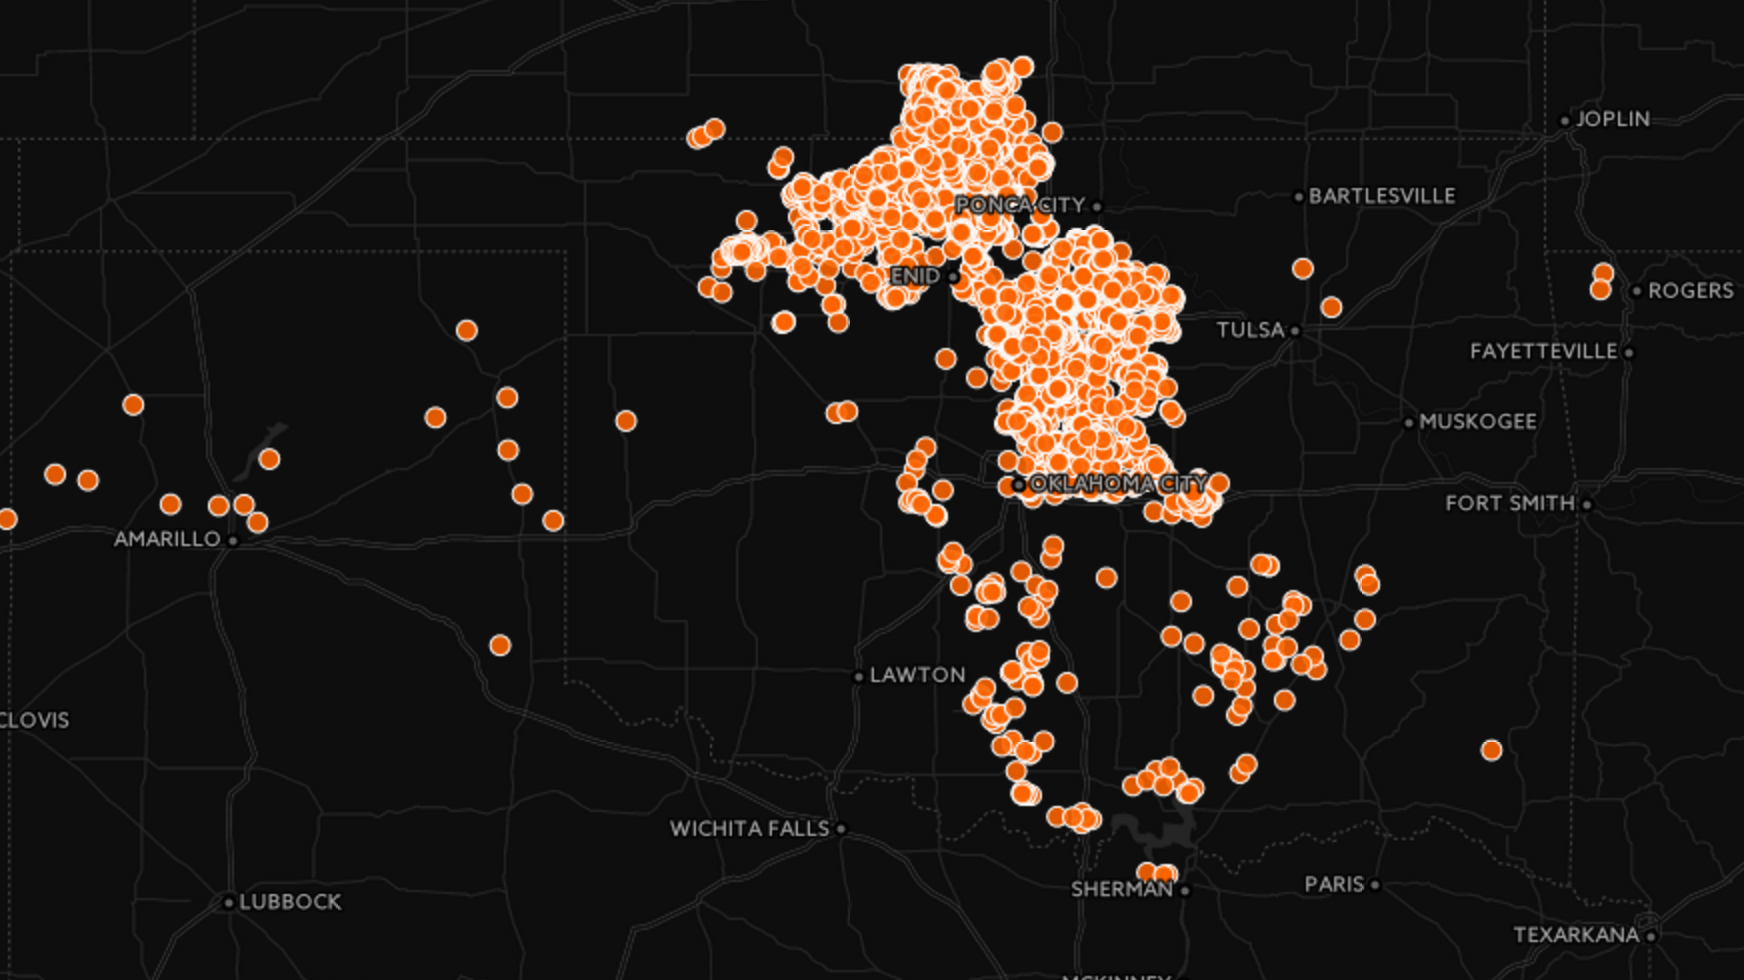 JOPLIN
PONCA CITY
BARTLESVILLE
ENID
ROGERS
TULSA
FAYETTEVILLE
MUSKOGEE
OKLAHOMA CITY
FORT SMITH
AMARILLO
LAWTON
CLOVIS
WICHITA FALLS
SHERMAN
PARIS
LUBBOCK
TEXARKANA
MCKINNEY